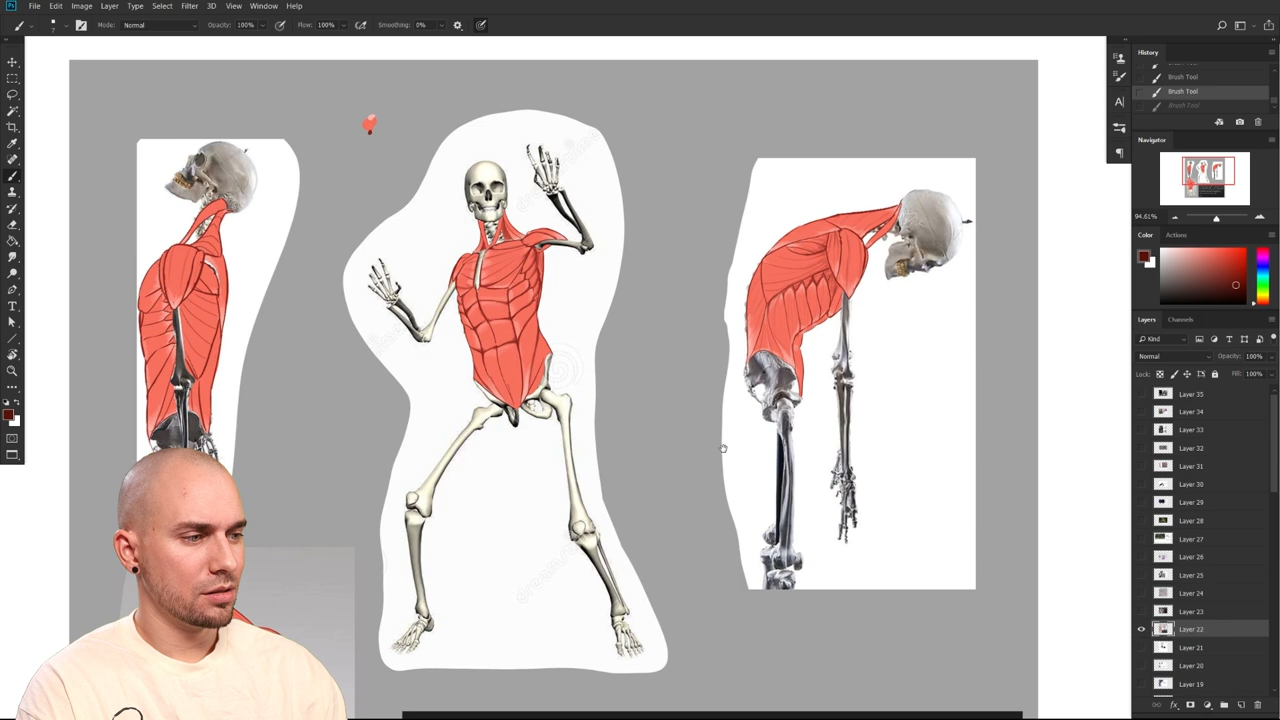 Ps File Edit Image Layer Type Select Filter 3D View Window Help
Mode: Normal Opacity: 100% Flow: 100% Smoothing: 0%
History
Brush Tool
Brush Tool
Brush Tool
Navigator
94.61%
Color Actions
Layers Channels
Kind
Normal Opacity: 100%
Lock: Fill: 100%
Layer 35
Layer 34
Layer 33
Layer 32
Layer 31
Layer 30
Layer 29
Layer 28
Layer 27
Layer 26
Layer 25
Layer 24
Layer 23
Layer 22
Layer 21
Layer 20
Layer 19